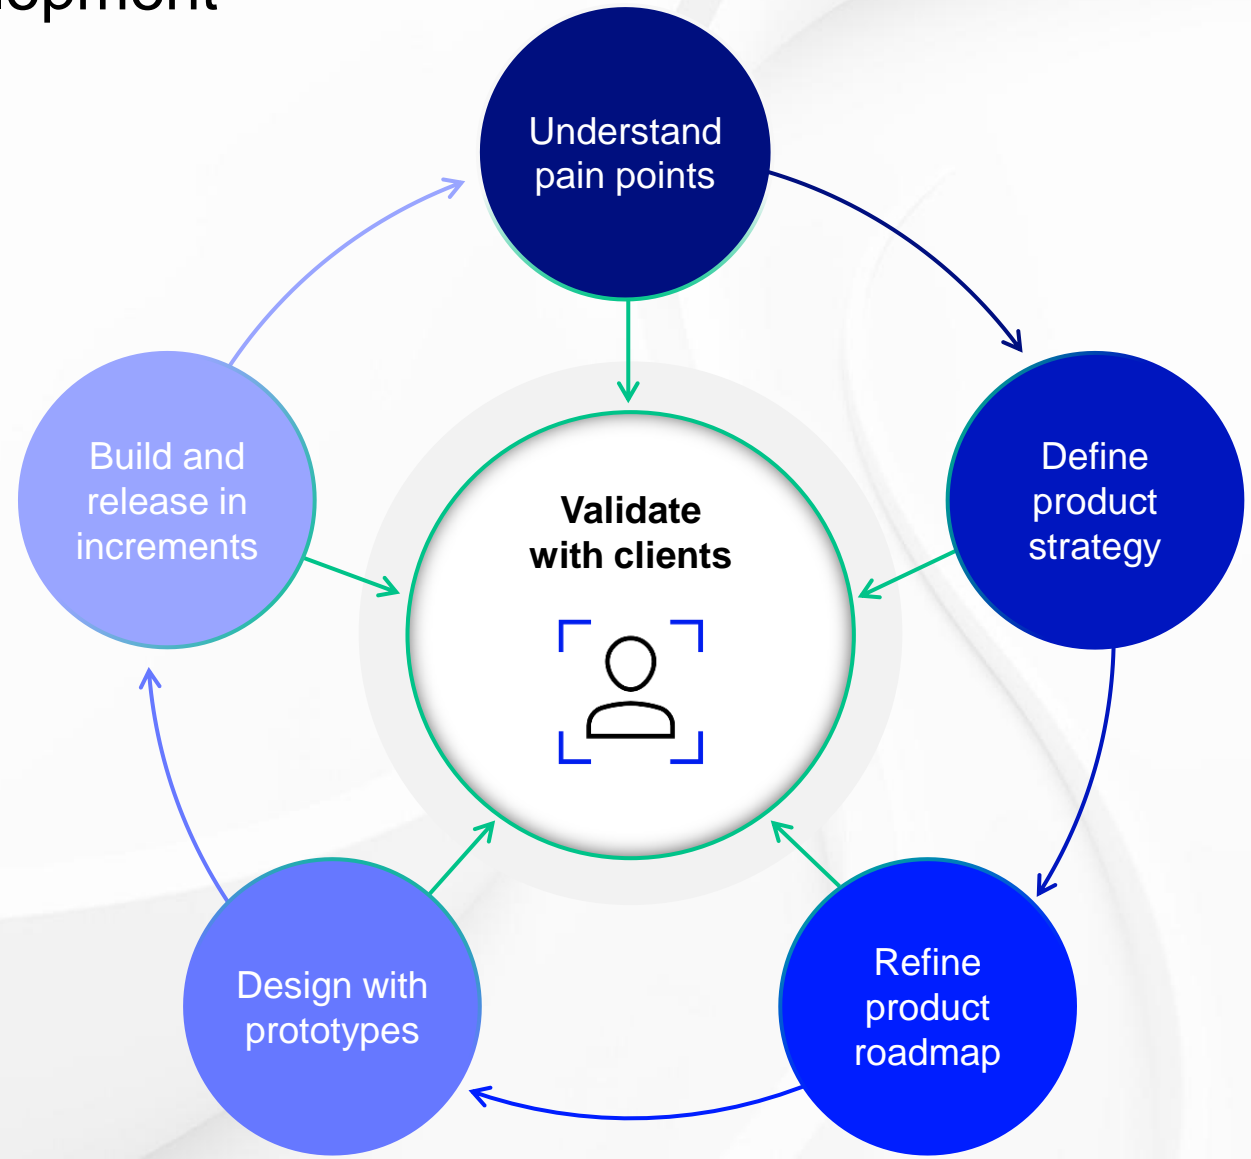 Understand
pain points
Define
product
strategy
Refine
product
roadmap
Design with
prototypes
Build and
release in
increments
Validate
with clients